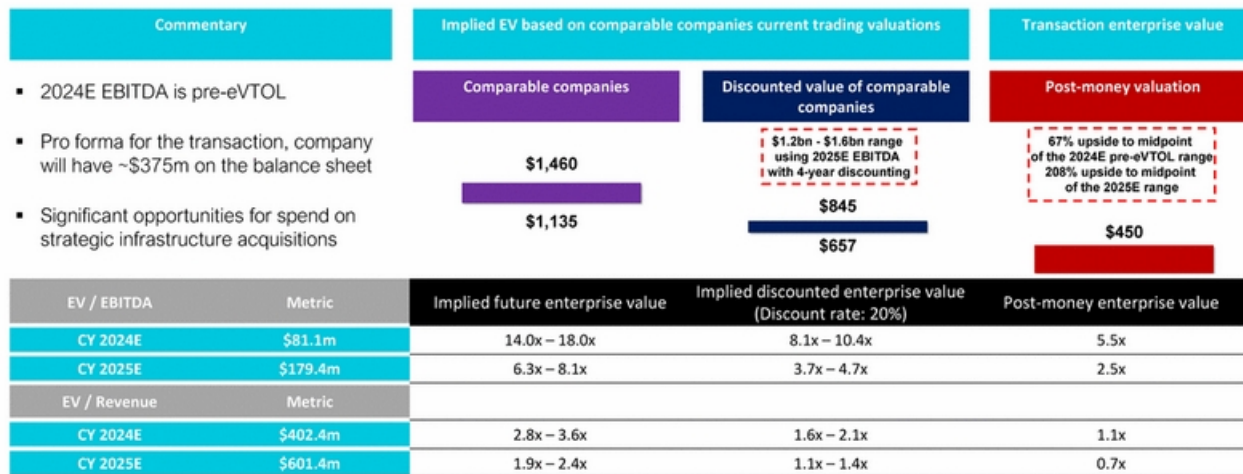 Commentary
Implied EV based on comparable companies current trading valuations
Transaction enterprise value
▪ 2024E EBITDA is pre-eVTOL
▪ Pro forma for the transaction, company
will have ~$375m on the balance sheet
▪ Significant opportunities for spend on
strategic infrastructure acquisitions
Comparable companies
$1,460
$1,135
Discounted value of comparable
companies
$1.2bn - $1.6bn range
using 2025E EBITDA
with 4-year discounting
$845
$657
Post-money valuation
67% upside to midpoint
of the 2024E pre-eVTOL range
208% upside to midpoint
of the 2025E range
$450
EV / EBITDA Metric Implied future enterprise value Implied discounted enterprise value
(Discount rate: 20%) Post-money enterprise value
CY 2024E $81.1m 14.0x – 18.0x 8.1x – 10.4x 5.5x
CY 2025E $179.4m 6.3x – 8.1x 3.7x – 4.7x 2.5x
EV / Revenue Metric
CY 2024E $402.4m 2.8x – 3.6x 1.6x – 2.1x 1.1x
CY 2025E $601.4m 1.9x – 2.4x 1.1x – 1.4x 0.7x